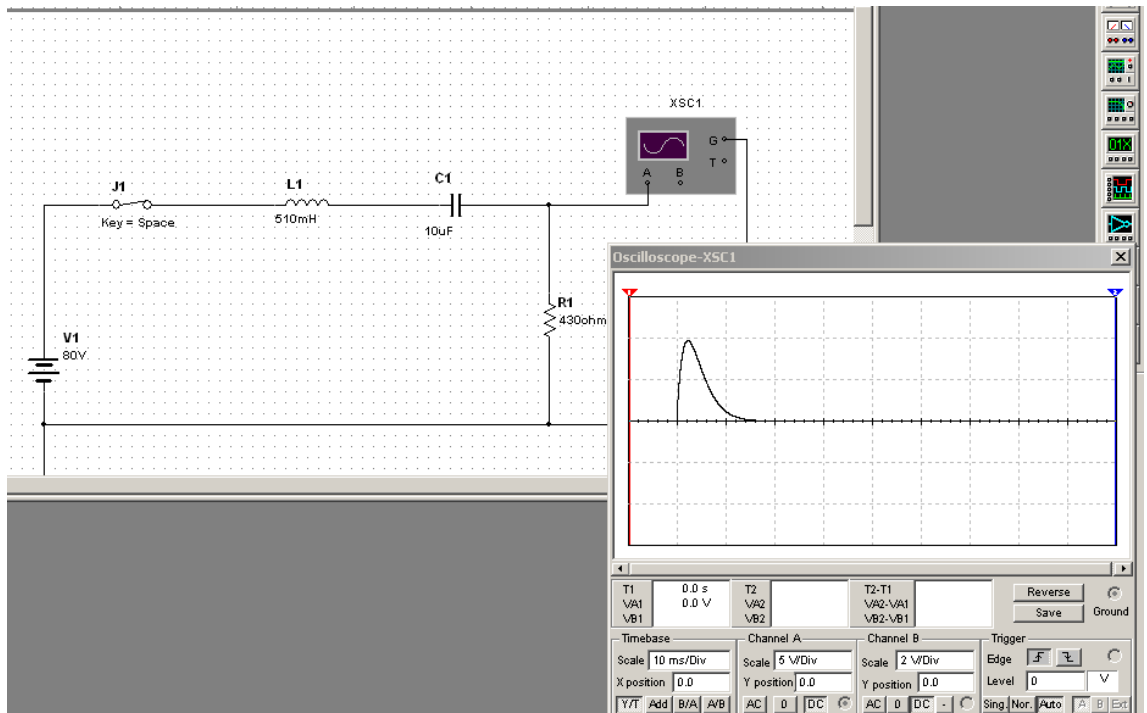 XSC1
G
T
A B
J1
Key = Space
L1
510mH
C1
10uF
R1
430ohm
V1
80V
01X
Oscilloscope-XSC1
T1 0.0 s
VA1 0.0 V
VB1
T2
VA2
VB2
T2-T1
VA2-VA1
VB2-VB1
Reverse
Save
Ground
Timebase
Scale 10 ms/Div
X position 0.0
Y/T Add B/A A/B
Channel A
Scale 5 V/Div
Y position 0.0
AC 0 DC
Channel B
Scale 2 V/Div
Y position 0.0
AC 0 DC -
Trigger
Edge
Level 0 V
Sing. Nor. Auto A B Ext